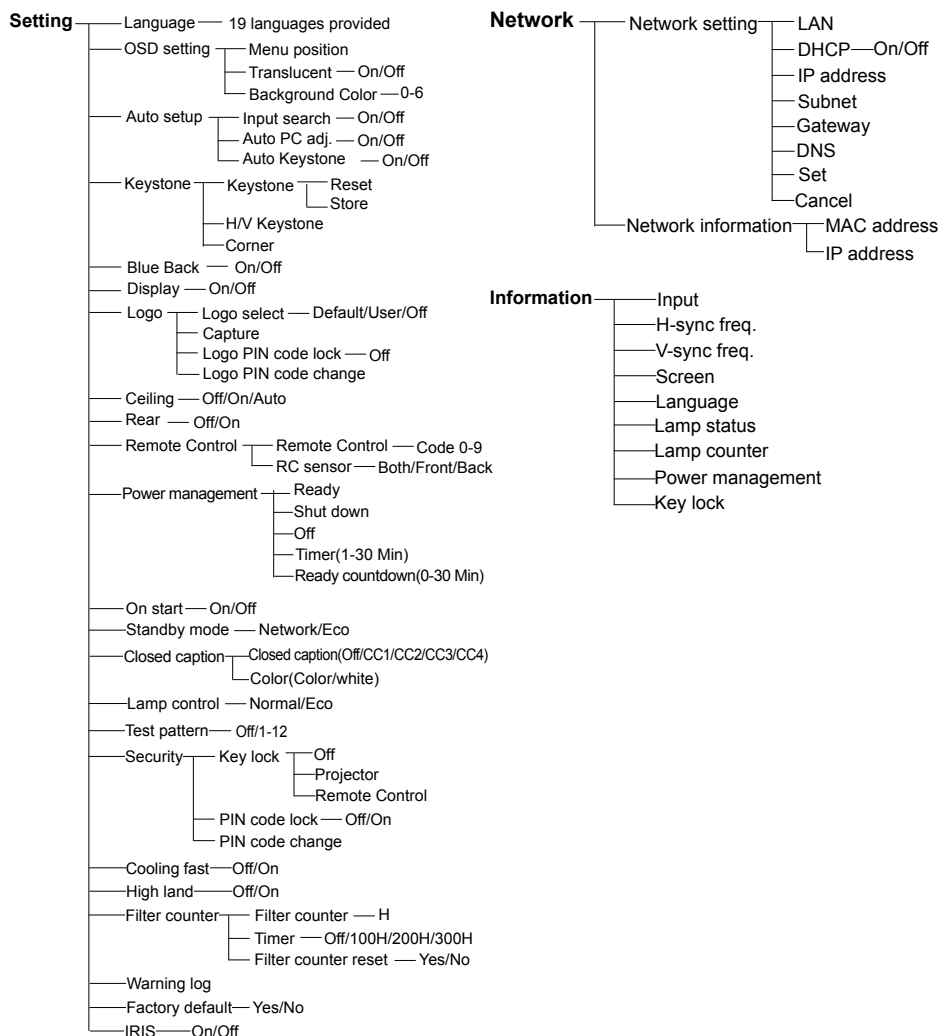 Setting
Language 19 languages provided
OSD setting Menu position
Translucent On/Off
Background Color 0-6
Auto setup Input search On/Off
Auto PC adj. On/Off
Auto Keystone On/Off
Keystone Keystone Reset
Store
H/V Keystone
Corner
Blue Back On/Off
Display On/Off
Logo Logo select Default/User/Off
Capture
Logo PIN code lock Off
Logo PIN code change
Ceiling Off/On/Auto
Rear Off/On
Remote Control Remote Control Code 0-9
RC sensor Both/Front/Back
Power management Ready
Shut down
Off
Timer(1-30 Min)
Ready countdown(0-30 Min)
On start On/Off
Standby mode Network/Eco
Closed caption Closed caption(Off/CC1/CC2/CC3/CC4)
Color(Color/white)
Lamp control Normal/Eco
Test pattern Off/1-12
Security Key lock Off
Projector
Remote Control
PIN code lock Off/On
PIN code change
Cooling fast Off/On
High land Off/On
Filter counter Filter counter H
Timer Off/100H/200H/300H
Filter counter reset Yes/No
Warning log
Factory default Yes/No
IRIS On/Off
Network
Network setting LAN
DHCP On/Off
IP address
Subnet
Gateway
DNS
Set
Cancel
Network information MAC address
IP address
Information
Input
H-sync freq.
V-sync freq.
Screen
Language
Lamp status
Lamp counter
Power management
Key lock